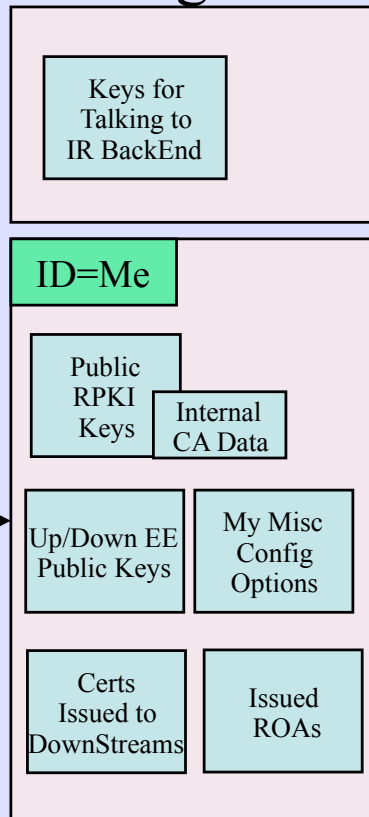 Keys for
Talking to
IR BackEnd
ID=Me
Public
RPKI
Keys
Internal
CA Data
Up/Down EE
Public Keys
My Misc
Config
Options
Certs
Issued to
DownStreams
Issued
ROAs